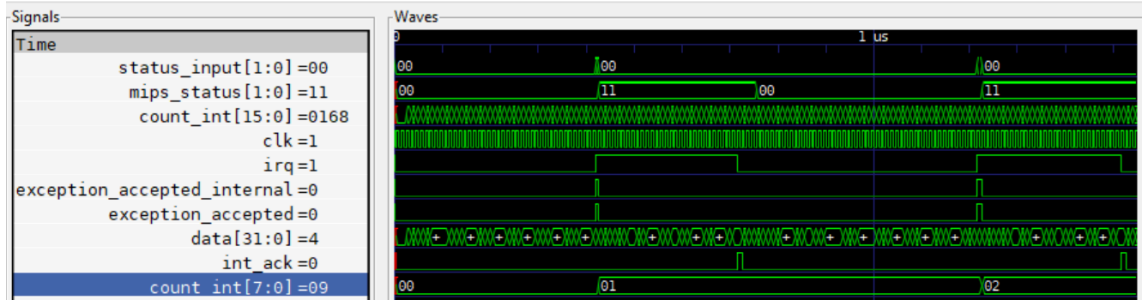 Signals
Waves
Time
0 1 us
status_input[1:0] =00
00 00 00
mips_status[1:0] =11
00 11 00 11
count_int[15:0] =0168
clk =1
irq =1
exception_accepted_internal =0
exception_accepted =0
data[31:0] =4
+ + + + + + + + + + + + + + +
int_ack =0
count_int[7:0] =09
00 01 02